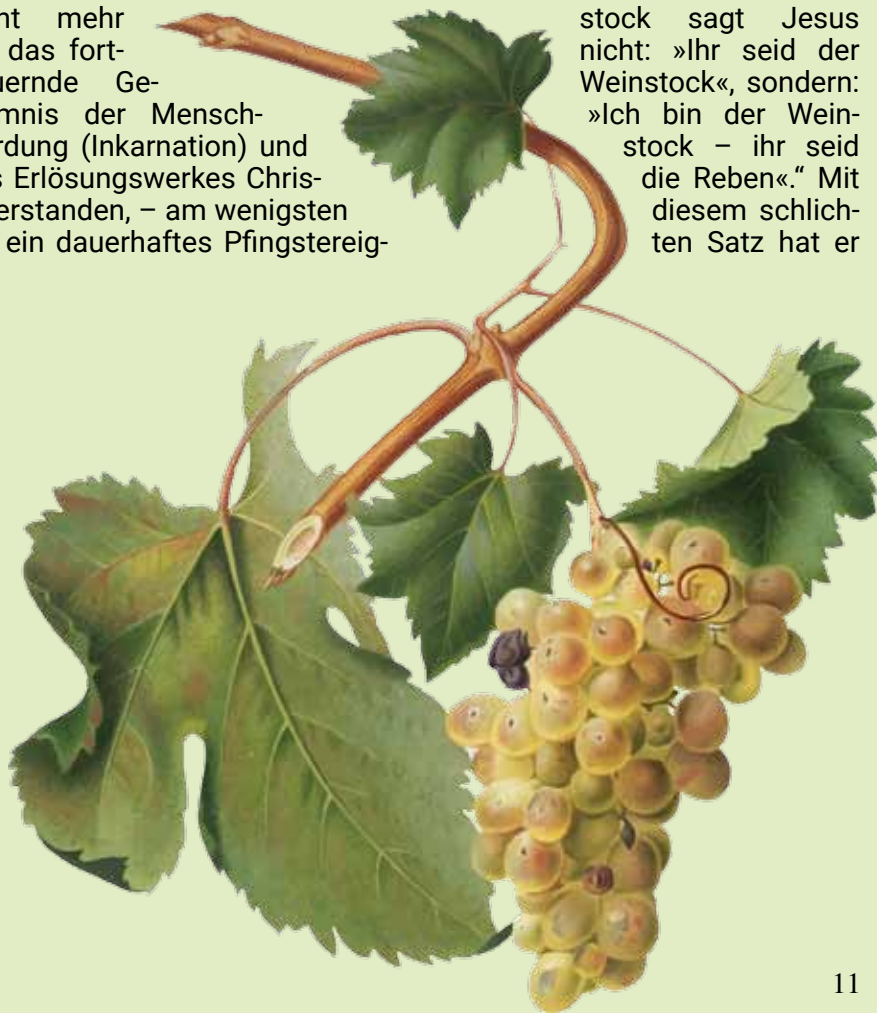 nt mehr
das fort-
uernde Ge-
mnis der Mensch-
rdung (Inkarnation) und
s Erlösungswerkes Chris-
erstanden, – am wenigsten
ein dauerhaftes Pfingstereig-
stock sagt Jesus
nicht: »Ihr seid der
Weinstock«, sondern:
»Ich bin der Wein-
stock – ihr seid
die Reben«.“ Mit
diesem schlich-
ten Satz hat er
11